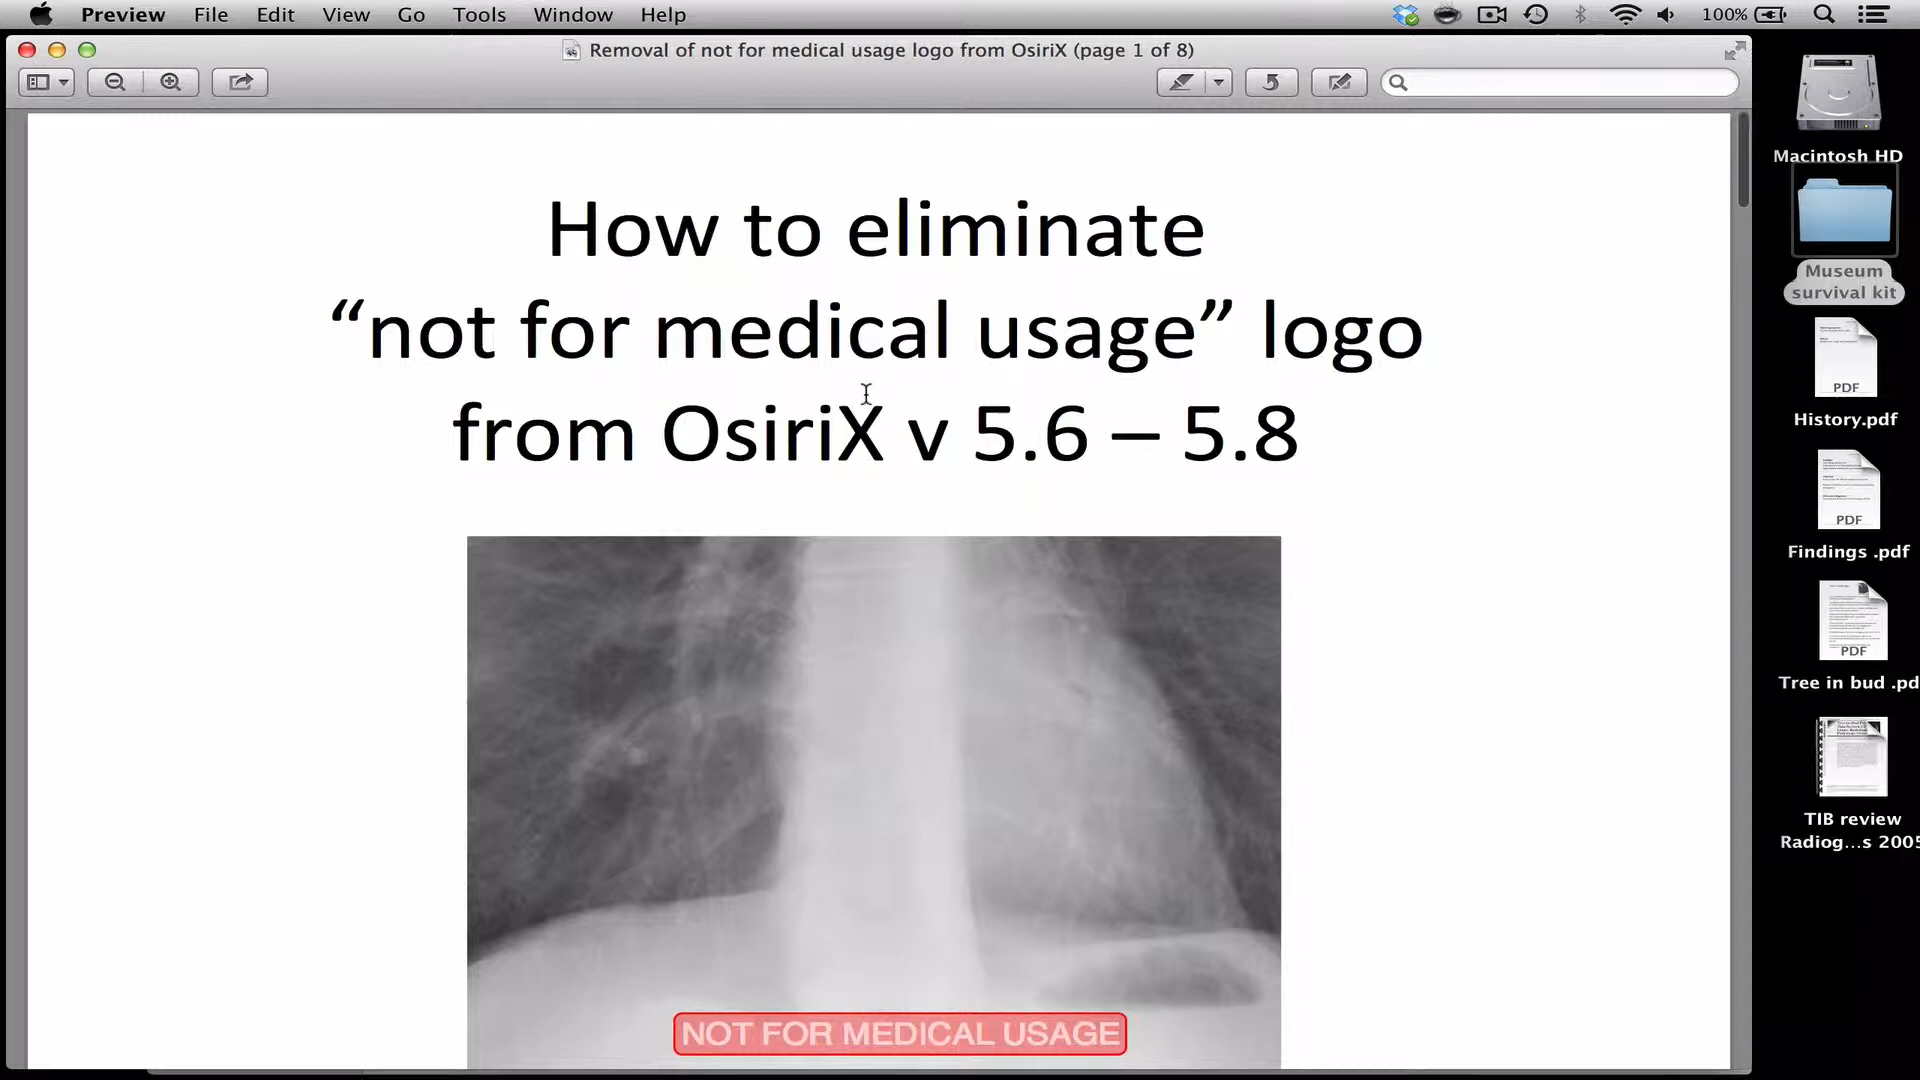 Preview File Edit View Go Tools Window Help 100%
Removal of not for medical usage logo from OsiriX (page 1 of 8)
How to eliminate
“not for medical usage” logo
from OsiriX v 5.6 – 5.8
NOT FOR MEDICAL USAGE
Macintosh HD
Museum
survival kit
PDF
History.pdf
PDF
Findings .pdf
PDF
Tree in bud .pd
TIB review
Radiog...s 2005